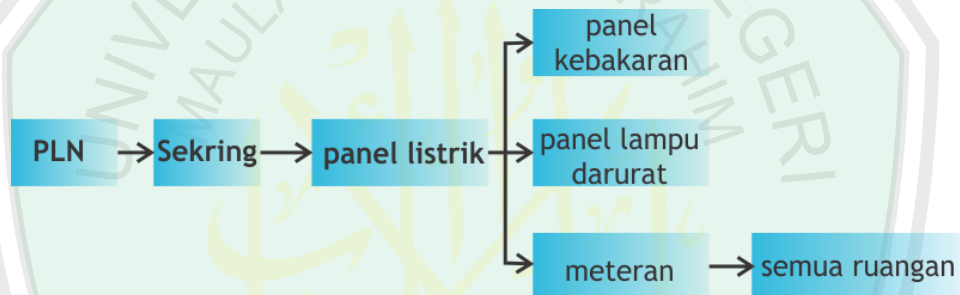 panel
kebakaran
PLN
Sekring
panel listrik
panel lampu
darurat
meteran
semua ruangan